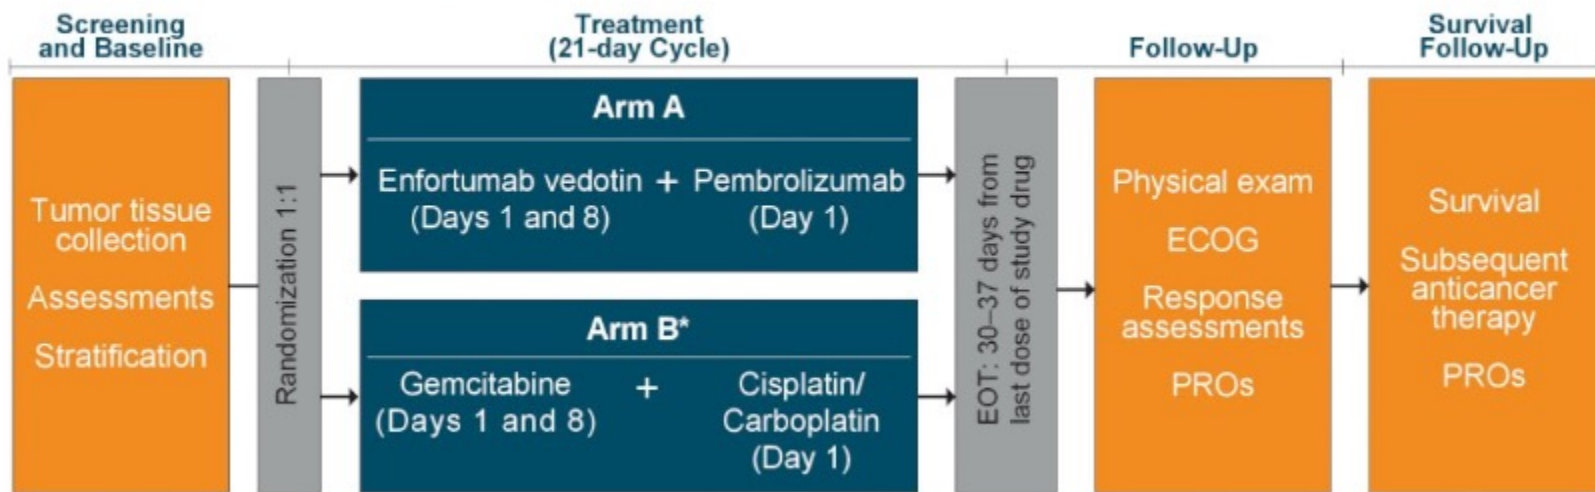 Screening
and Baseline
Treatment
(21-day Cycle)
Follow-Up
Survival
Follow-Up
Tumor tissue
collection
Assessments
Stratification
Randomization 1:1
Arm A
Enfortumab vedotin + Pembrolizumab
(Days 1 and 8) (Day 1)
Arm B*
Gemcitabine + Cisplatin/
(Days 1 and 8) Carboplatin
(Day 1)
EOT: 30–37 days from
last dose of study drug
Physical exam
ECOG
Response
assessments
PROs
Survival
Subsequent
anticancer
therapy
PROs